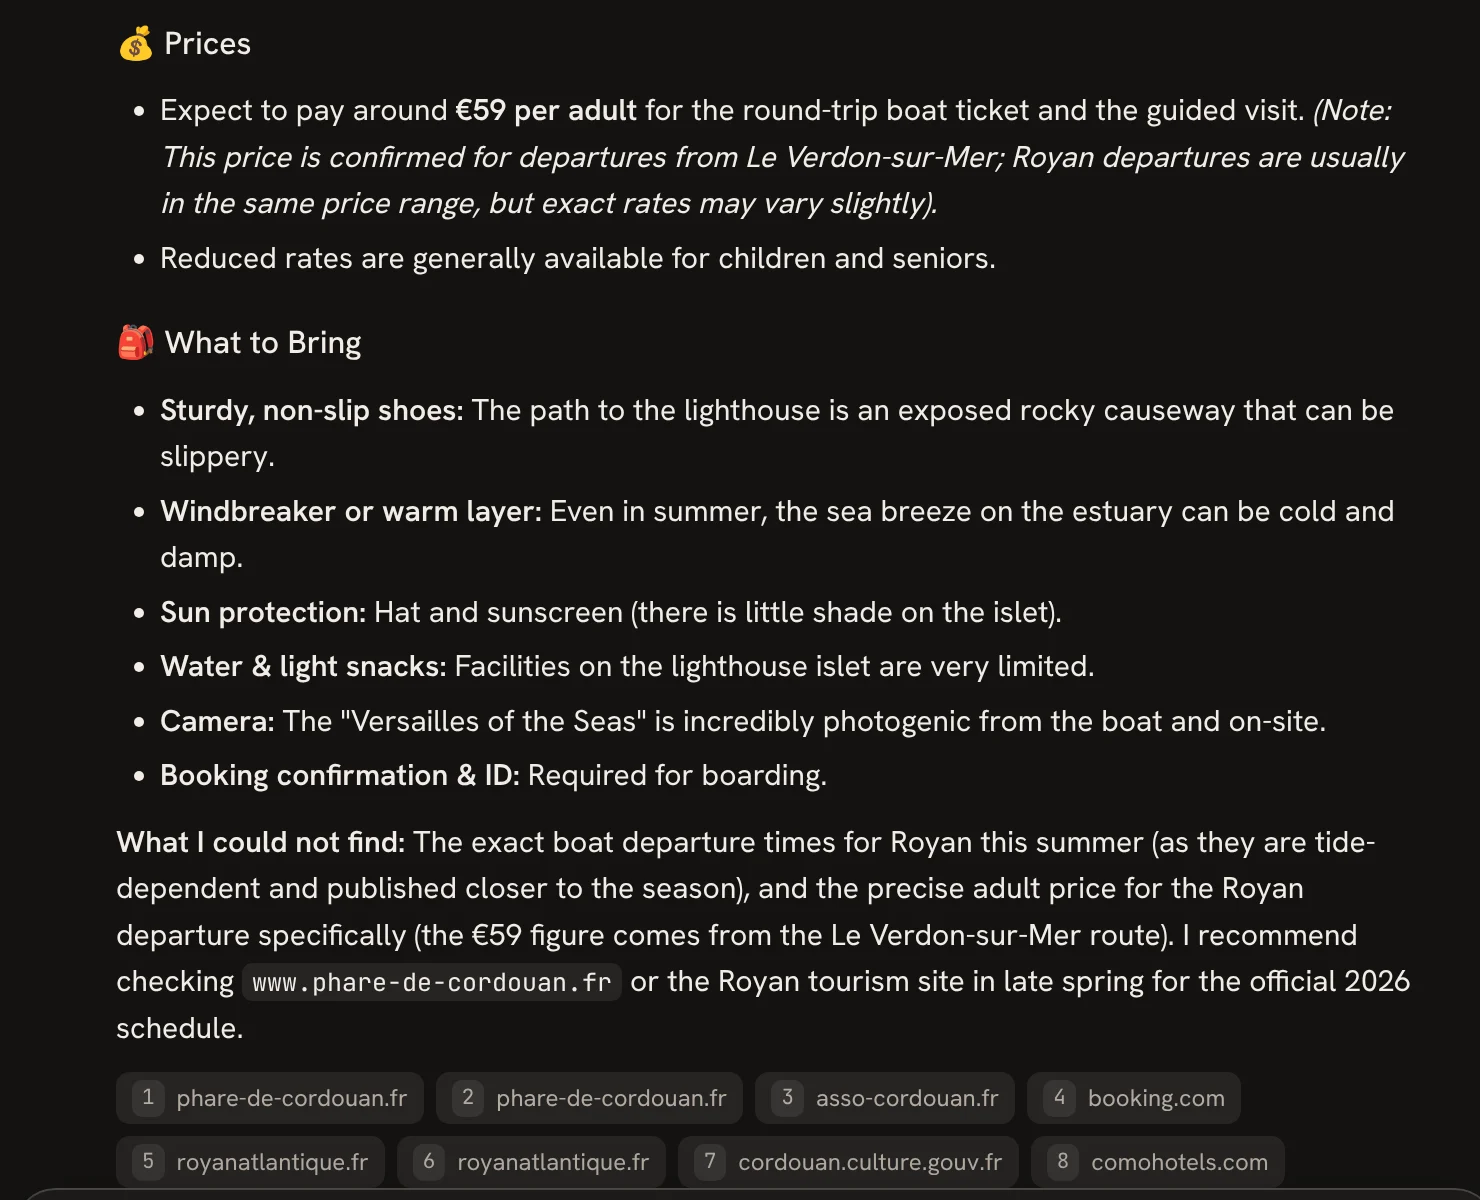 💰 Prices
• Expect to pay around €59 per adult for the round-trip boat ticket and the guided visit. (Note:
This price is confirmed for departures from Le Verdon-sur-Mer; Royan departures are usually
in the same price range, but exact rates may vary slightly).
• Reduced rates are generally available for children and seniors.
🎒 What to Bring
• Sturdy, non-slip shoes: The path to the lighthouse is an exposed rocky causeway that can be
slippery.
• Windbreaker or warm layer: Even in summer, the sea breeze on the estuary can be cold and
damp.
• Sun protection: Hat and sunscreen (there is little shade on the islet).
• Water & light snacks: Facilities on the lighthouse islet are very limited.
• Camera: The "Versailles of the Seas" is incredibly photogenic from the boat and on-site.
• Booking confirmation & ID: Required for boarding.
What I could not find: The exact boat departure times for Royan this summer (as they are tide-
dependent and published closer to the season), and the precise adult price for the Royan
departure specifically (the €59 figure comes from the Le Verdon-sur-Mer route). I recommend
checking www.phare-de-cordouan.fr or the Royan tourism site in late spring for the official 2026
schedule.
1 phare-de-cordouan.fr 2 phare-de-cordouan.fr 3 asso-cordouan.fr 4 booking.com
5 royanatlantique.fr 6 royanatlantique.fr 7 cordouan.culture.gouv.fr 8 comohotels.com